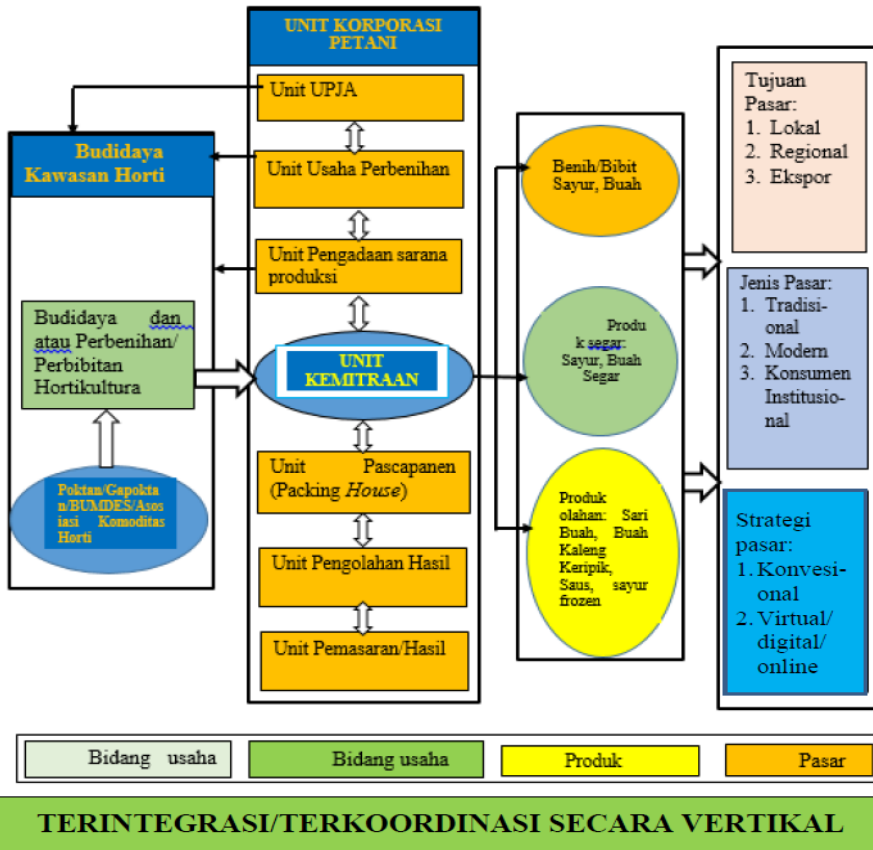 UNIT KORPORASI
PETANI
Unit UPJA
Unit Usaha Perbenihan
Unit Pengadaan sarana
produksi
UNIT
KEMITRAAN
Unit Pascapanen
(Packing House)
Unit Pengolahan Hasil
Unit Pemasaran/Hasil
Budidaya
Kawasan Horti
Budidaya dan
atau Perbenihan/
Perbibitan
Hortikultura
Poktan/Gapokta
n/BUMDES/Asos
iasi Komoditas
Horti
Benih/Bibit
Sayur, Buah
Produ
k segar:
Sayur, Buah
Segar
Produk
olahan: Sari
Buah, Buah
Kaleng
Keripik,
Saus, sayur
frozen
Tujuan
Pasar:
1. Lokal
2. Regional
3. Ekspor
Jenis Pasar:
1. Tradisi-
onal
2. Modern
3. Konsumen
Institusio-
nal
Strategi
pasar:
1. Konvesi-
onal
2. Virtual/
digital/
online
Bidang usaha
Bidang usaha
Produk
Pasar
TERINTEGRASI/TERKOORDINASI SECARA VERTIKAL